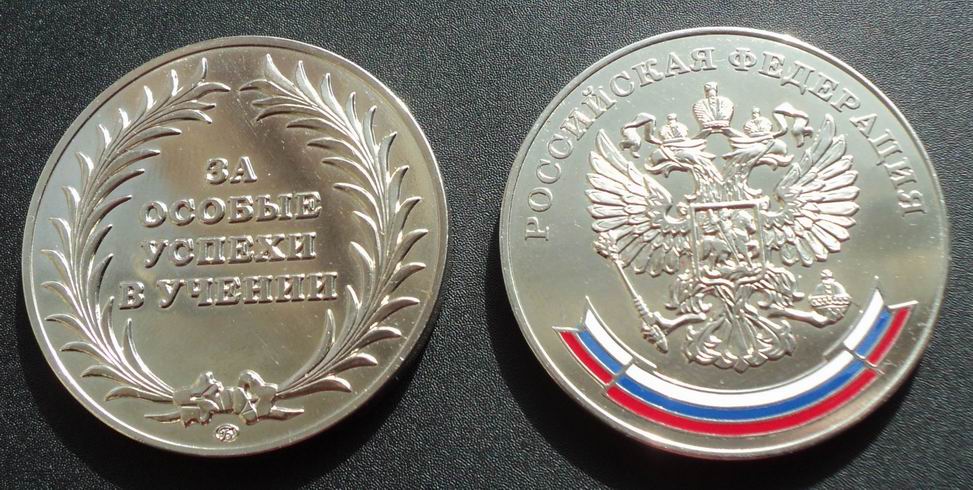 ЗА
ОСОБЫЕ
УСПЕХИ
В УЧЕНИИ
РОССИЙСКАЯ ФЕДЕРАЦИЯ